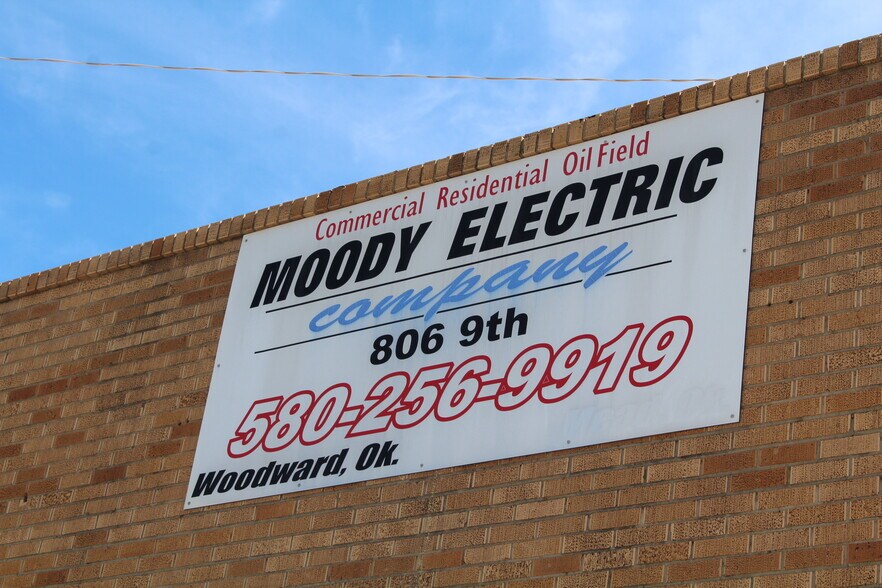 Commercial Residential Oil Field
MOODY ELECTRIC
company
806 9th
580-256-9919
Woodward, Ok.